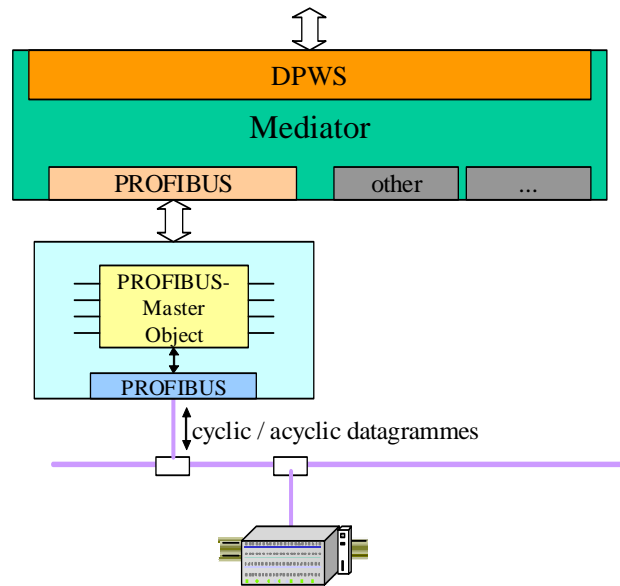 DPWS
Mediator
PROFIBUS
other
...
PROFIBUS-
Master
Object
PROFIBUS
cyclic / acyclic datagrammes